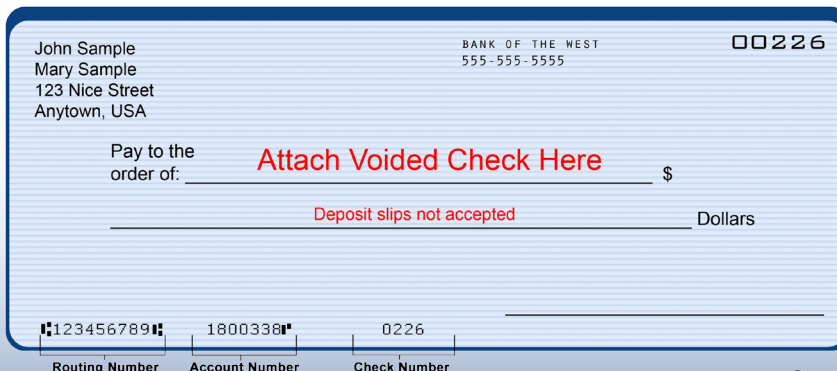 John Sample
Mary Sample
123 Nice Street
Anytown, USA
BANK OF THE WEST
555-555-5555
00226
Pay to the
order of:
Attach Voided Check Here
$
Deposit slips not accepted
Dollars
⑆123456789⑆ 1800338⑈ 0226
Routing Number Account Number Check Number